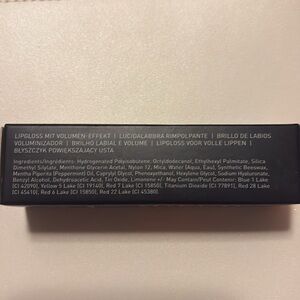 LIPGLOSS MIT VOLUMEN-EFFEKT | LUCIDALABBRA RIMPOLPANTE | BRILLO DE LABIOS
VOLUMINIZADOR | BRILHO LABIAL E VOLUME | LIPGLOSS VOOR VOLLE LIPPEN |
BŁYSZCZYK POWIĘKSZAJĄCY USTA
Ingredients/Ingrédients: Hydrogenated Polyisobutene, Octyldodecanol, Ethylhexyl Palmitate, Silica
Dimethyl Silylate, Menthone Glycerin Acetal, Nylon 12, Mica, Water (Aqua, Eau), Synthetic Beeswax,
Mentha Piperita (Peppermint) Oil, Caprylyl Glycol, Phenoxyethanol, Hexylene Glycol, Sodium Hyaluronate,
Benzyl Alcohol, Dehydroacetic Acid, Tin Oxide, Limonene +/- May Contain/Peut Contenir: Blue 1 Lake
(CI 42090), Yellow 5 Lake (CI 19140), Red 7 Lake (CI 15850), Titanium Dioxide (CI 77891), Red 28 Lake
(CI 45410), Red 6 Lake (CI 15850), Red 22 Lake (CI 45380).